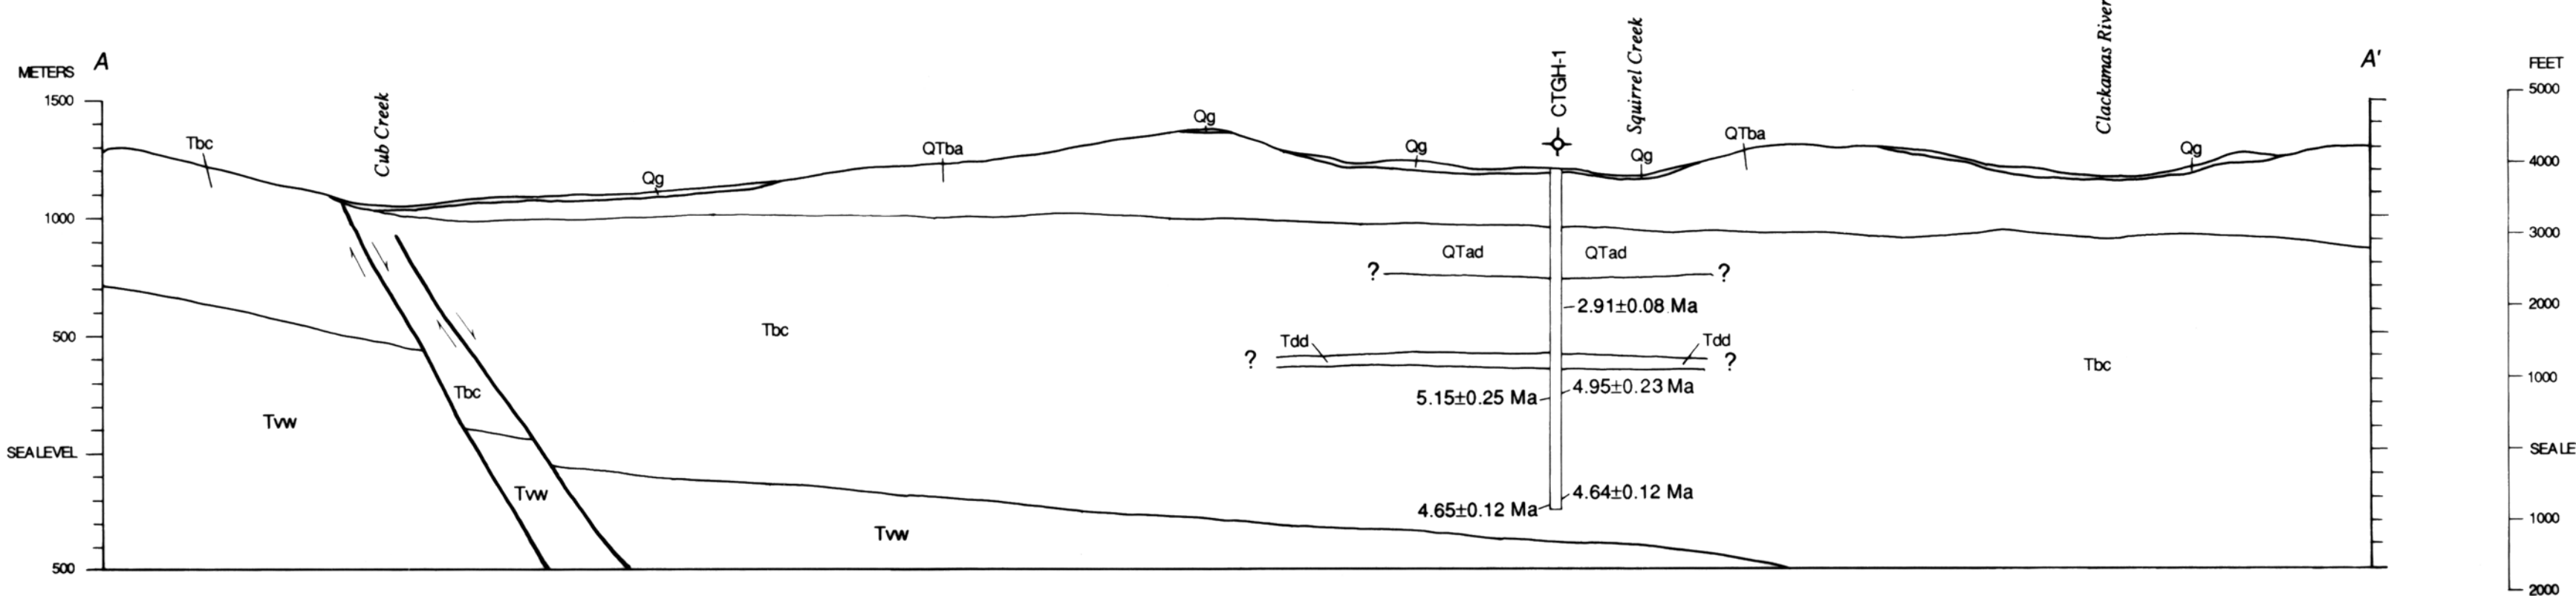 METERS
A
Cub Creek
CTGH-1
Squirrel Creek
Clackamas River
A'
FEET
1500
5000
Tbc
Qg
QTba
Qg
Qg
Qg
QTba
Qg
4000
1000
3000
QTad
QTad
?
?
2.91±0.08 Ma
2000
500
Tbc
Tdd
Tdd
?
?
Tbc
1000
Tbc
5.15±0.25 Ma
4.95±0.23 Ma
Tvw
SEA LEVEL
SEA LE
Tvw
4.65±0.12 Ma
4.64±0.12 Ma
1000
Tvw
500
2000